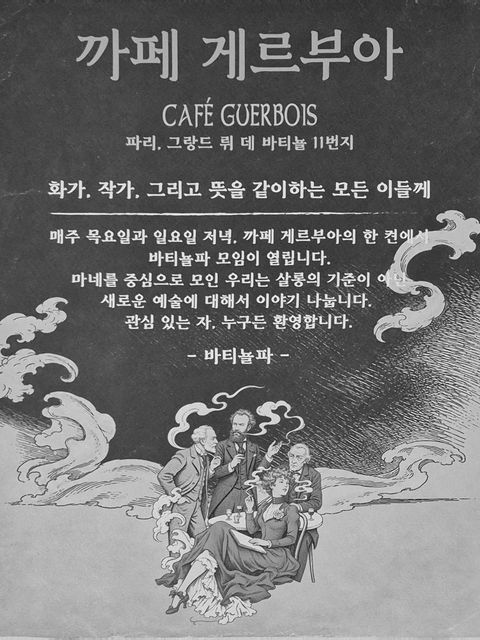 까페 게르부아
CAFÉ GUERBOIS
파리, 그랑드 뤼 데 바티뇰 11번지
화가, 작가, 그리고 뜻을 같이하는 모든 이들께
매주 목요일과 일요일 저녁, 까페 게르부아의 한 켠에서
바티뇰파 모임이 열립니다.
마네를 중심으로 모인 우리는 살롱의 기준이 아닌
새로운 예술에 대해서 이야기 나눕니다.
관심 있는 자, 누구든 환영합니다.
- 바티뇰파 -